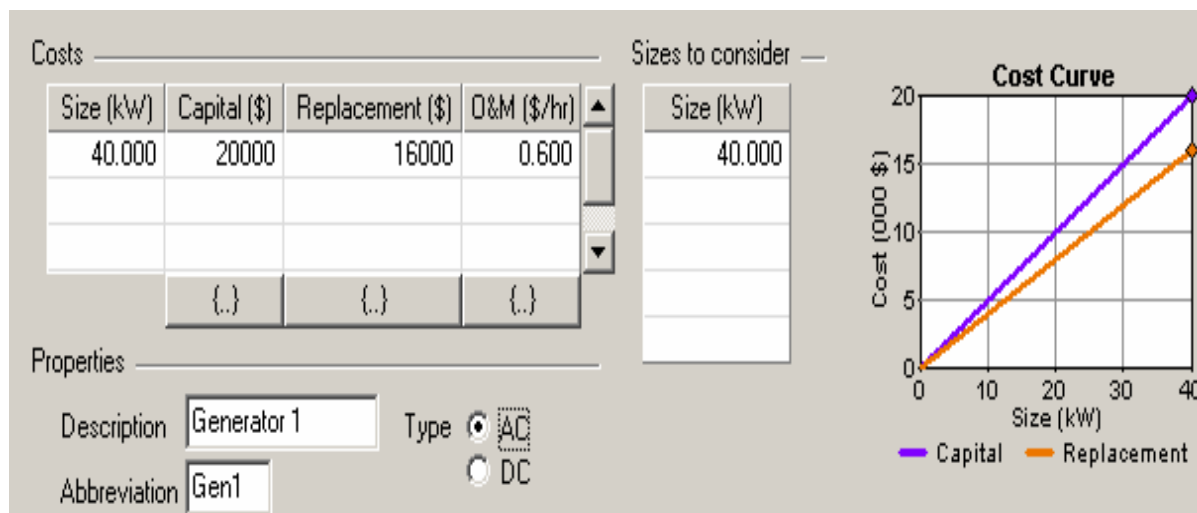 Costs
Size (kW) Capital ($) Replacement ($) O&M ($/hr)
40.000 20000 16000 0.600
{..} {..} {..}
Sizes to consider
Size (kW)
40.000
Cost Curve
Cost (000 $)
20
15
10
5
0
0 10 20 30 40
Size (kW)
Capital Replacement
Properties
Description Generator 1 Type AC
DC
Abbreviation Gen1